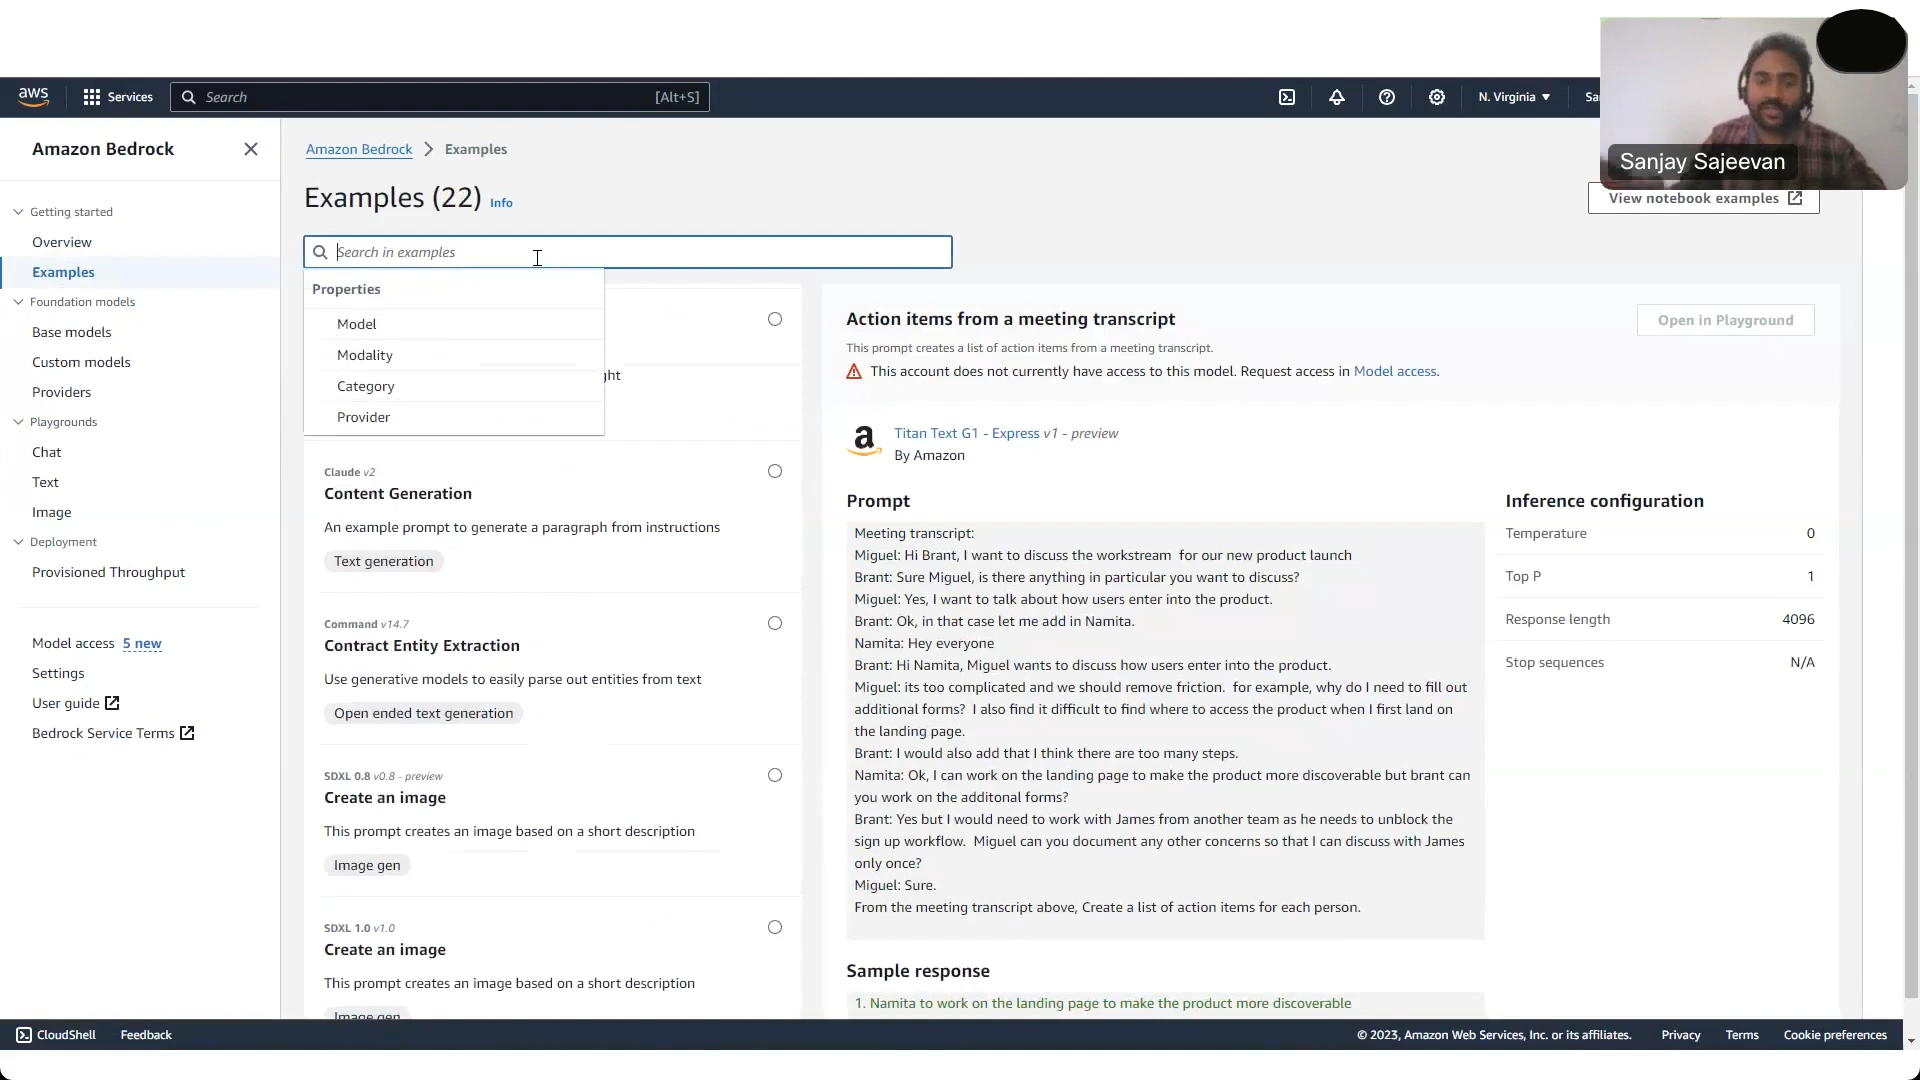 aws
Services
Search
[Alt+S]
N. Virginia
Sanjay Sajeevan
Amazon Bedrock
Getting started
Overview
Examples
Foundation models
Base models
Custom models
Providers
Playgrounds
Chat
Text
Image
Deployment
Provisioned Throughput
Model access 5 new
Settings
User guide
Bedrock Service Terms
Amazon Bedrock > Examples
Examples (22) Info
View notebook examples
Search in examples
Properties
Model
Modality
Category
Provider
Claude v2
Content Generation
An example prompt to generate a paragraph from instructions
Text generation
Command v14.7
Contract Entity Extraction
Use generative models to easily parse out entities from text
Open ended text generation
SDXL 0.8 v0.8 - preview
Create an image
This prompt creates an image based on a short description
Image gen
SDXL 1.0 v1.0
Create an image
This prompt creates an image based on a short description
Image gen
Action items from a meeting transcript
Open in Playground
This prompt creates a list of action items from a meeting transcript.
This account does not currently have access to this model. Request access in Model access.
Titan Text G1 - Express v1 - preview
By Amazon
Prompt
Meeting transcript:
Miguel: Hi Brant, I want to discuss the workstream  for our new product launch
Brant: Sure Miguel, is there anything in particular you want to discuss?
Miguel: Yes, I want to talk about how users enter into the product.
Brant: Ok, in that case let me add in Namita.
Namita: Hey everyone
Brant: Hi Namita, Miguel wants to discuss how users enter into the product.
Miguel: its too complicated and we should remove friction.  for example, why do I need to fill out
additional forms?  I also find it difficult to find where to access the product when I first land on
the landing page.
Brant: I would also add that I think there are too many steps.
Namita: Ok, I can work on the landing page to make the product more discoverable but brant can
you work on the additonal forms?
Brant: Yes but I would need to work with James from another team as he needs to unblock the
sign up workflow.  Miguel can you document any other concerns so that I can discuss with James
only once?
Miguel: Sure.
From the meeting transcript above, Create a list of action items for each person.
Inference configuration
Temperature 0
Top P 1
Response length 4096
Stop sequences N/A
Sample response
1. Namita to work on the landing page to make the product more discoverable
CloudShell
Feedback
© 2023, Amazon Web Services, Inc. or its affiliates.
Privacy
Terms
Cookie preferences